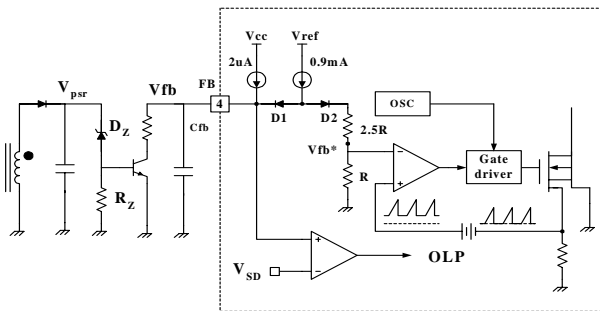 Vcc Vref
2uA 0.9mA
Vpsr Vfb FB
4
OSC
DZ Cfb D1 D2 2.5R
Vfb*
−
+
Gate
driver
R
RZ
+
−
VSD
OLP